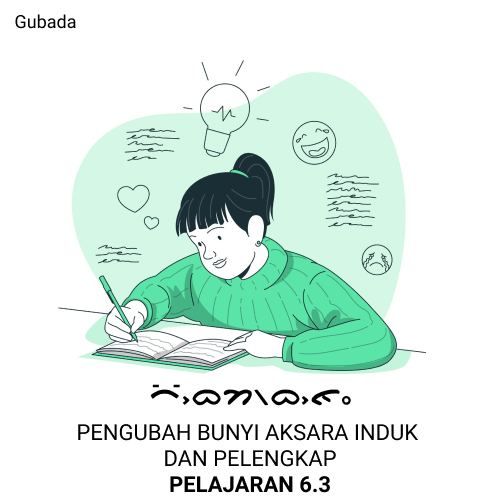 Gubada
PENGUBAH BUNYI AKSARA INDUK
DAN PELENGKAP
PELAJARAN 6.3